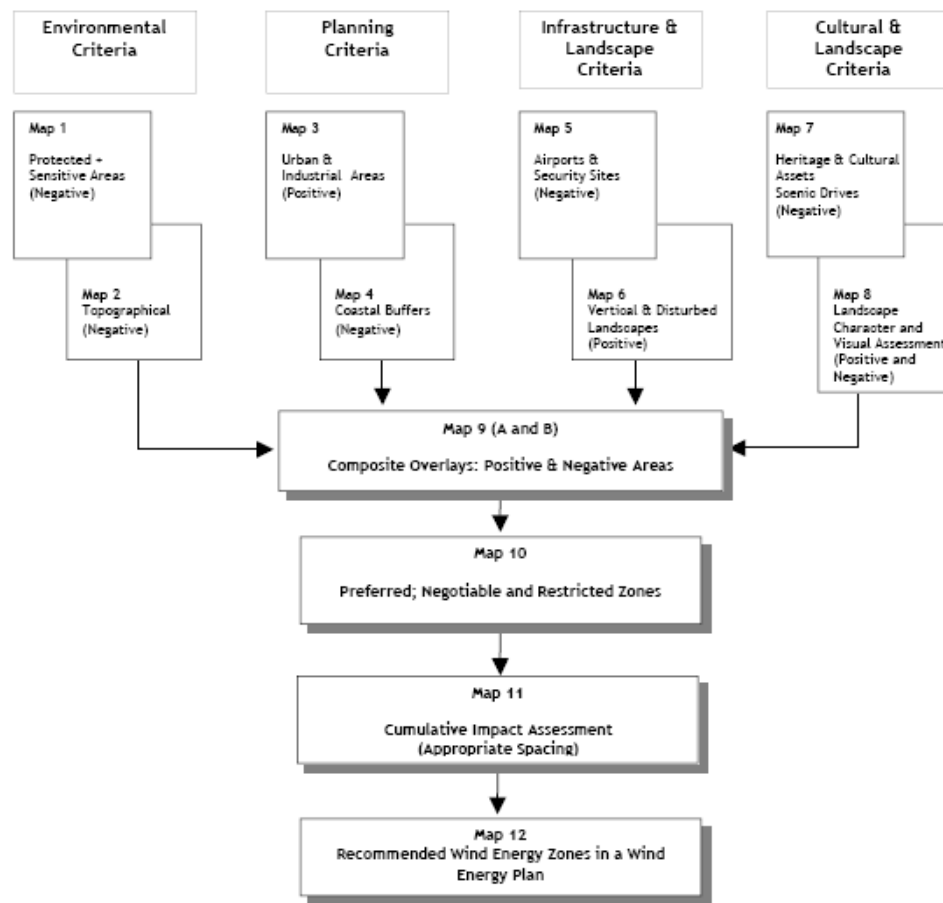 Environmental
Criteria
Planning
Criteria
Infrastructure &
Landscape
Criteria
Cultural &
Landscape
Criteria
Map 1
Protected +
Sensitive Areas
(Negative)
Map 2
Topographical
(Negative)
Map 3
Urban &
Industrial Areas
(Positive)
Map 4
Coastal Buffers
(Negative)
Map 5
Airports &
Security Sites
(Negative)
Map 6
Vertical & Disturbed
Landscapes
(Positive)
Map 7
Heritage & Cultural
Assets
Scenic Drives
(Negative)
Map 8
Landscape
Character and
Visual Assessment
(Positive and
Negative)
Map 9 (A and B)
Composite Overlays: Positive & Negative Areas
Map 10
Preferred; Negotiable and Restricted Zones
Map 11
Cumulative Impact Assessment
(Appropriate Spacing)
Map 12
Recommended Wind Energy Zones in a Wind
Energy Plan